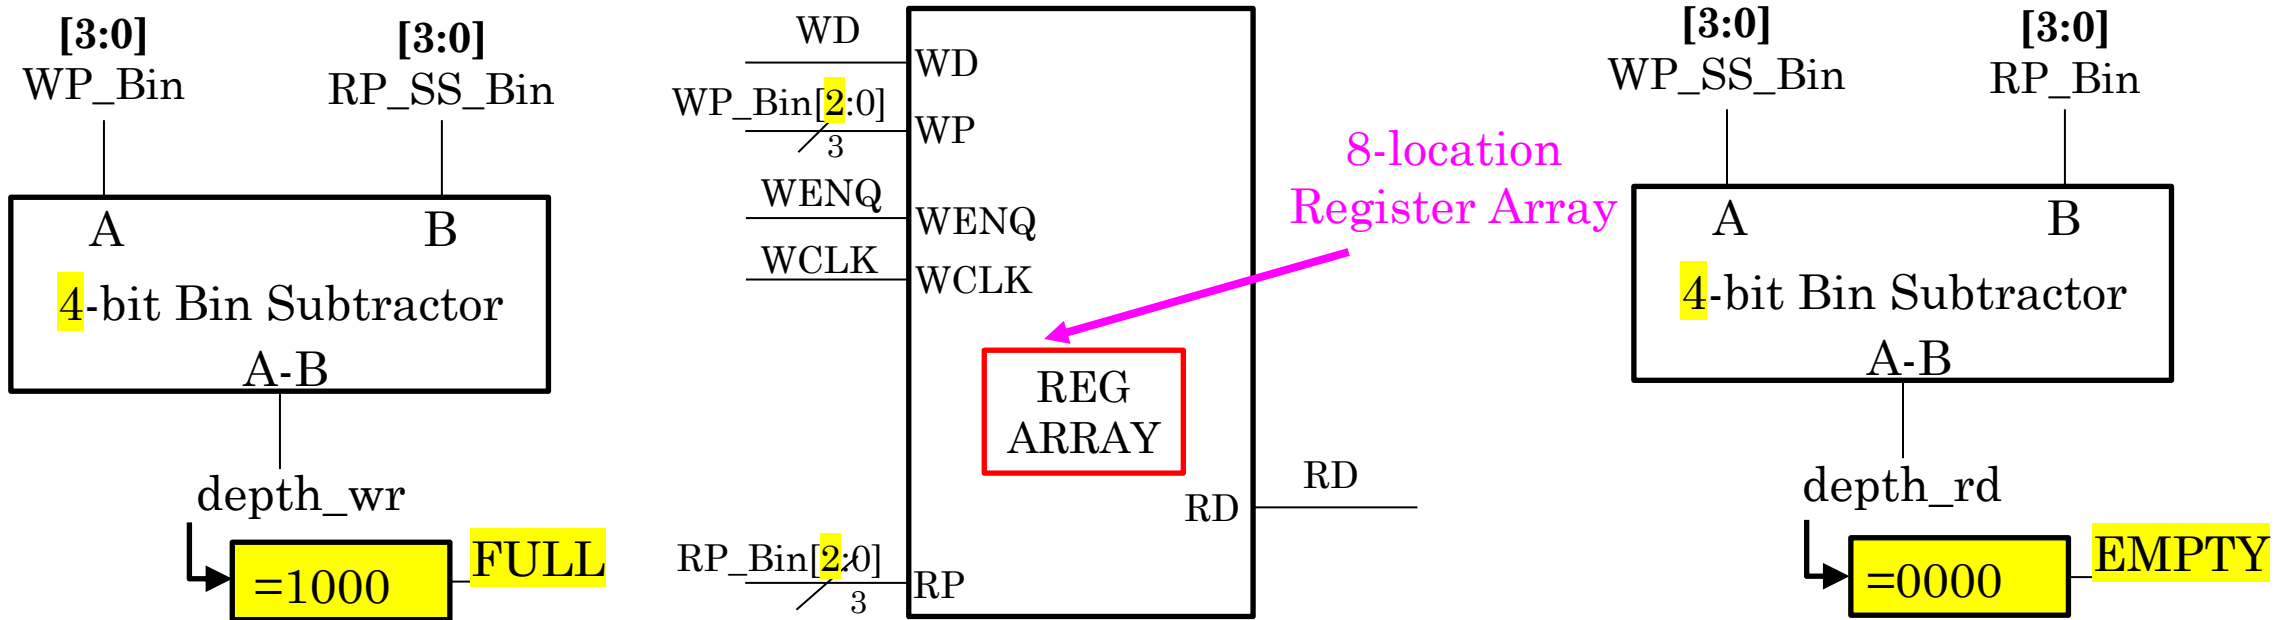 [3:0]
WP_Bin
[3:0]
RP_SS_Bin
A
B
4-bit Bin Subtractor
A-B
depth_wr
=1000
FULL
WD
WD
WP_Bin[2:0]
3
WP
WENQ
WENQ
WCLK
WCLK
REG
ARRAY
8-location
Register Array
RD
RD
RP_Bin[2:0]
3
RP
[3:0]
WP_SS_Bin
[3:0]
RP_Bin
A
B
4-bit Bin Subtractor
A-B
depth_rd
=0000
EMPTY